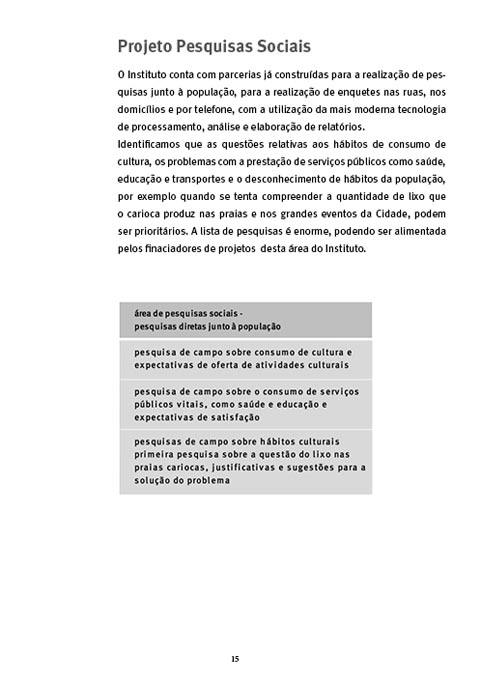 Projeto Pesquisas Sociais
O Instituto conta com parcerias já construídas para a realização de pes-
quisas junto à população, para a realização de enquetes nas ruas, nos
domicílios e por telefone, com a utilização da mais moderna tecnologia
de processamento, análise e elaboração de relatórios.
Identificamos que as questões relativas aos hábitos de consumo de
cultura, os problemas com a prestação de serviços públicos como saúde,
educação e transportes e o desconhecimento de hábitos da população,
por exemplo quando se tenta compreender a quantidade de lixo que
o carioca produz nas praias e nos grandes eventos da Cidade, podem
ser prioritários. A lista de pesquisas é enorme, podendo ser alimentada
pelos finaciadores de projetos desta área do Instituto.
área de pesquisas sociais -
pesquisas diretas junto à população
pesquisa de campo sobre consumo de cultura e
expectativas de oferta de atividades culturais
pesquisa de campo sobre o consumo de serviços
públicos vitais, como saúde e educação e
expectativas de satisfação
pesquisas de campo sobre hábitos culturais
primeira pesquisa sobre a questão do lixo nas
praias cariocas, justificativas e sugestões para a
solução do problema
15